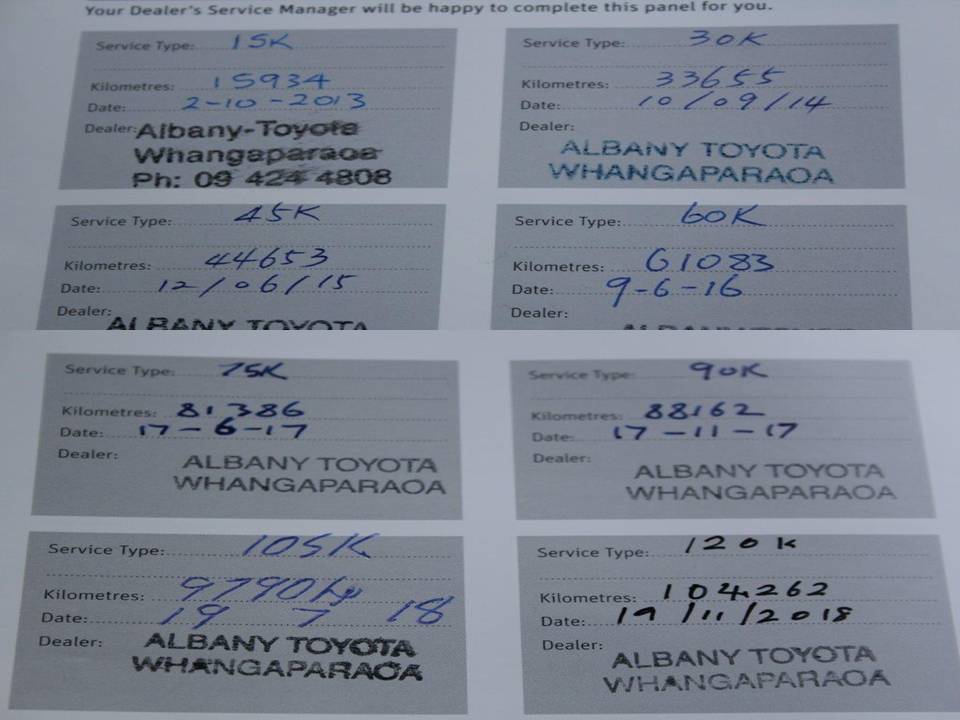 Your Dealer's Service Manager will be happy to complete this panel for you.
Service Type: 15K
Kilometres: 15934
Date: 2-10-2013
Dealer: Albany-Toyota
Whangaparaoa
Ph: 09 424 4808
Service Type: 30K
Kilometres: 33655
Date: 10/09/14
Dealer:
ALBANY TOYOTA
WHANGAPARAOA
Service Type: 45K
Kilometres: 44653
Date: 12/06/15
Dealer:
ALBANY TOYOTA
Service Type: 60K
Kilometres: 61083
Date: 9-6-16
Dealer:
Service Type: 75K
Kilometres: 81386
Date: 17-6-17
Dealer:
ALBANY TOYOTA
WHANGAPARAOA
Service Type: 90K
Kilometres: 88162
Date: 17-11-17
Dealer:
ALBANY TOYOTA
WHANGAPARAOA
Service Type: 105K
Kilometres:
Date: 19 7 18
Dealer: ALBANY TOYOTA
WHANGAPARAOA
Service Type: 120K
Kilometres: 104262
Date: 19/11/2018
Dealer:
ALBANY TOYOTA
WHANGAPARAOA